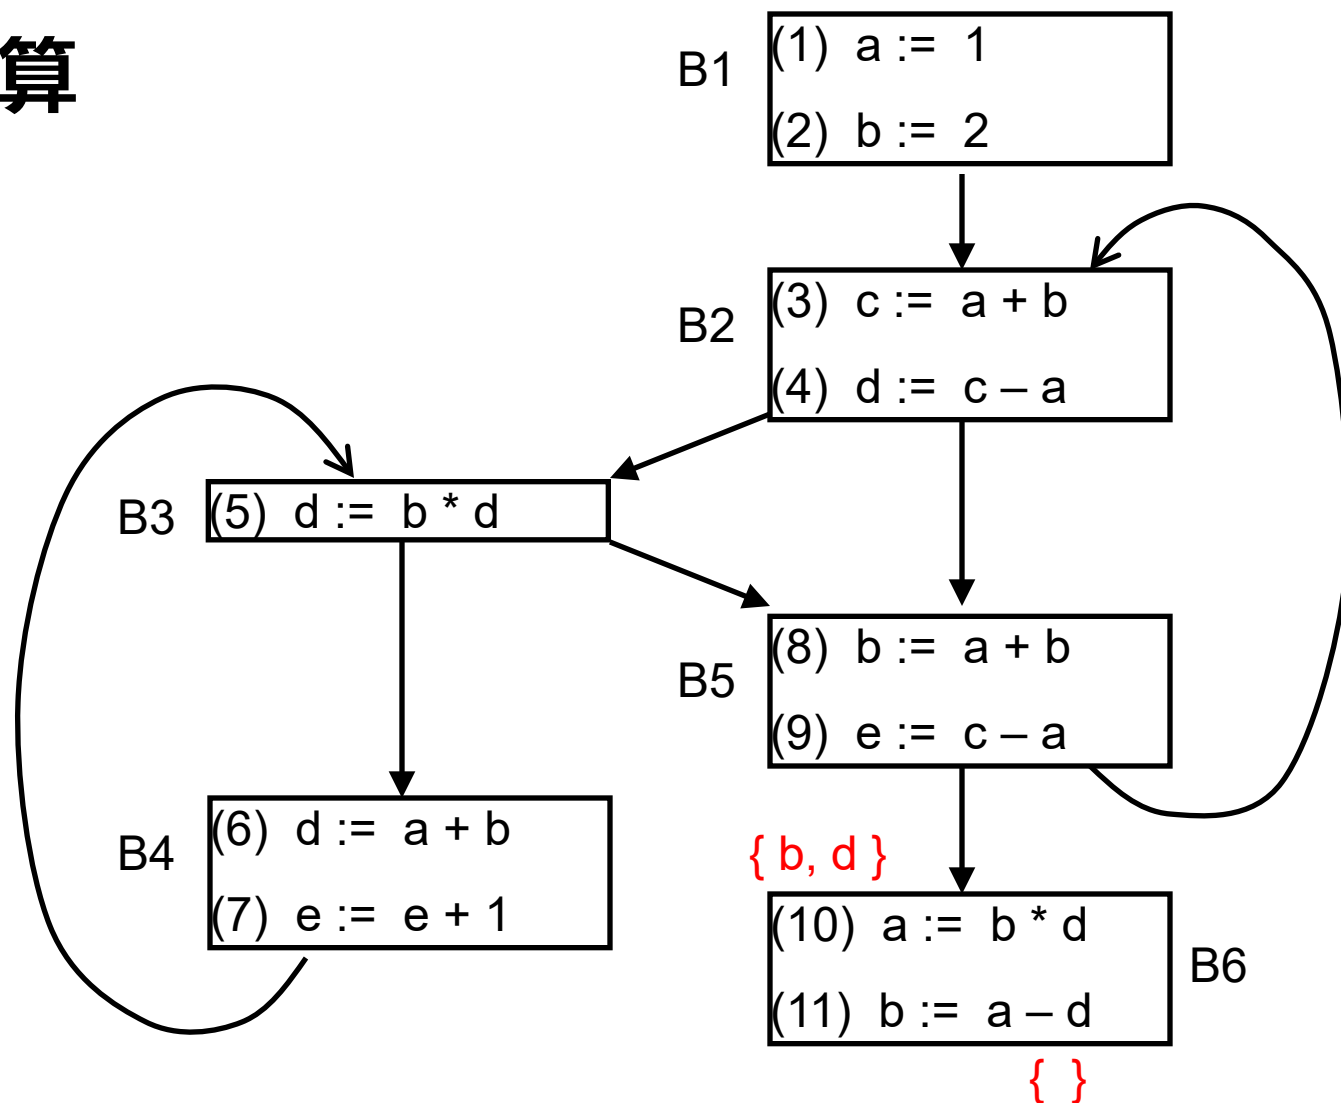 算
B1
(1) a := 1
(2) b := 2
B2
(3) c := a + b
(4) d := c – a
B3
(5) d := b * d
B5
(8) b := a + b
(9) e := c – a
B4
(6) d := a + b
(7) e := e + 1
{ b, d }
(10) a := b * d
(11) b := a – d
B6
{ }